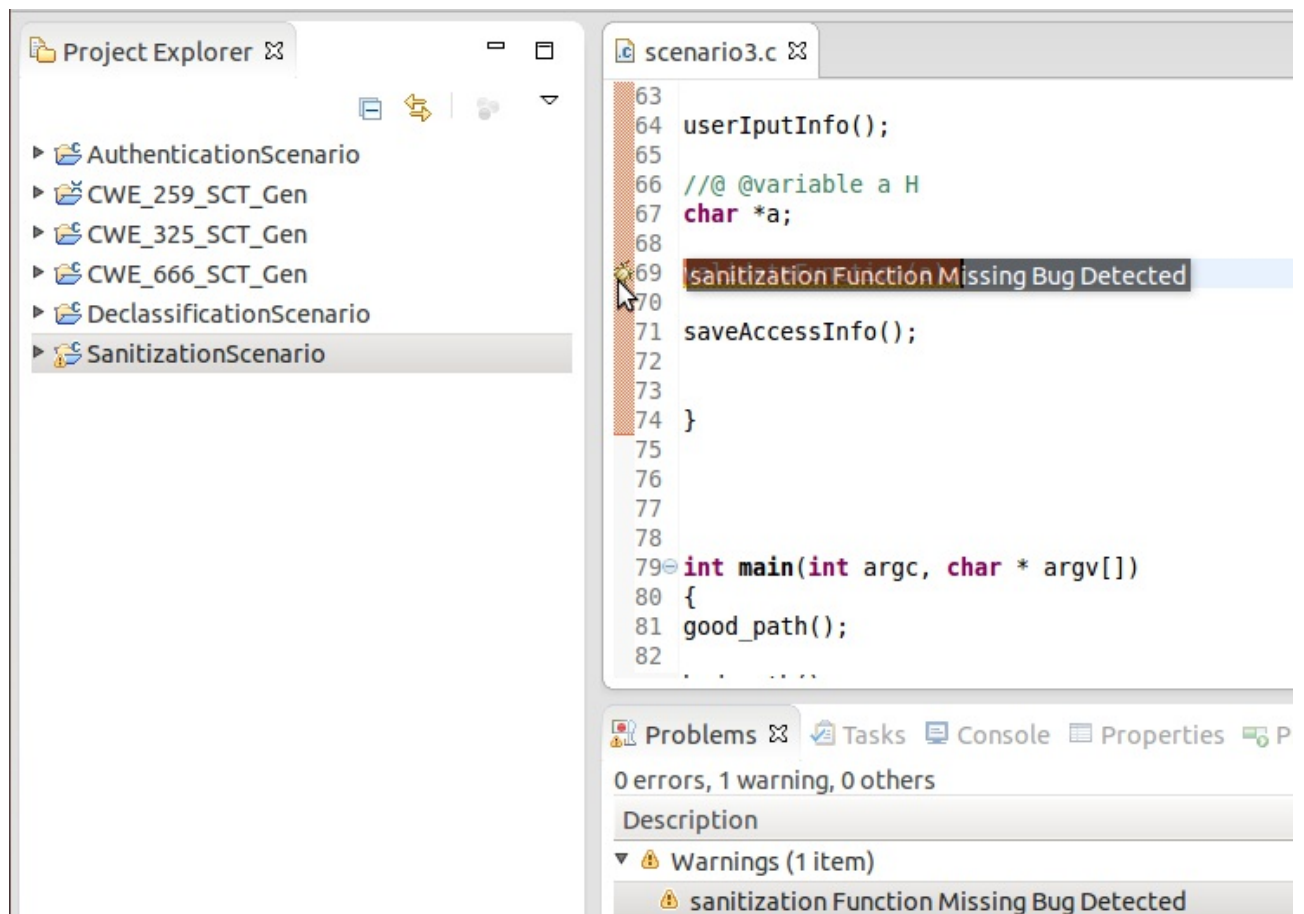 Project Explorer
AuthenticationScenario
CWE_259_SCT_Gen
CWE_325_SCT_Gen
CWE_666_SCT_Gen
DeclassificationScenario
SanitizationScenario
scenario3.c
63
64 userIputInfo();
65
66 //@ @variable a H
67 char *a;
68
69 sanitization Function Missing Bug Detected
70
71 saveAccessInfo();
72
73
74 }
75
76
77
78
79 int main(int argc, char * argv[])
80 {
81 good_path();
82
Problems Tasks Console Properties P
0 errors, 1 warning, 0 others
Description
Warnings (1 item)
sanitization Function Missing Bug Detected